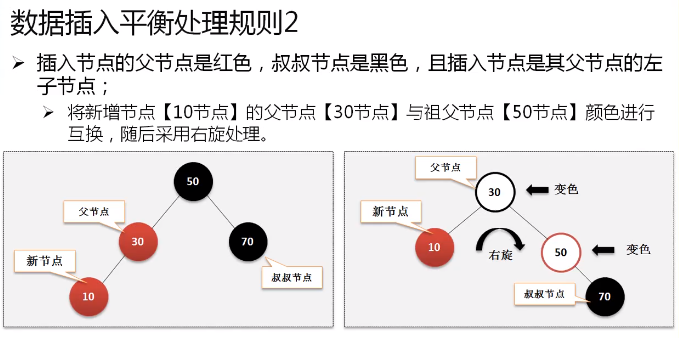 数据插入平衡处理规则2
➢ 插入节点的父节点是红色，叔叔节点是黑色，且插入节点是其父节点的左
子节点；
➢ 将新增节点【10节点】的父节点【30节点】与祖父节点【50节点】颜色进行
互换，随后采用右旋处理。
50
父节点
30
70
新节点
叔叔节点
10
父节点
30
变色
新节点
10
右旋
50
变色
叔叔节点
70